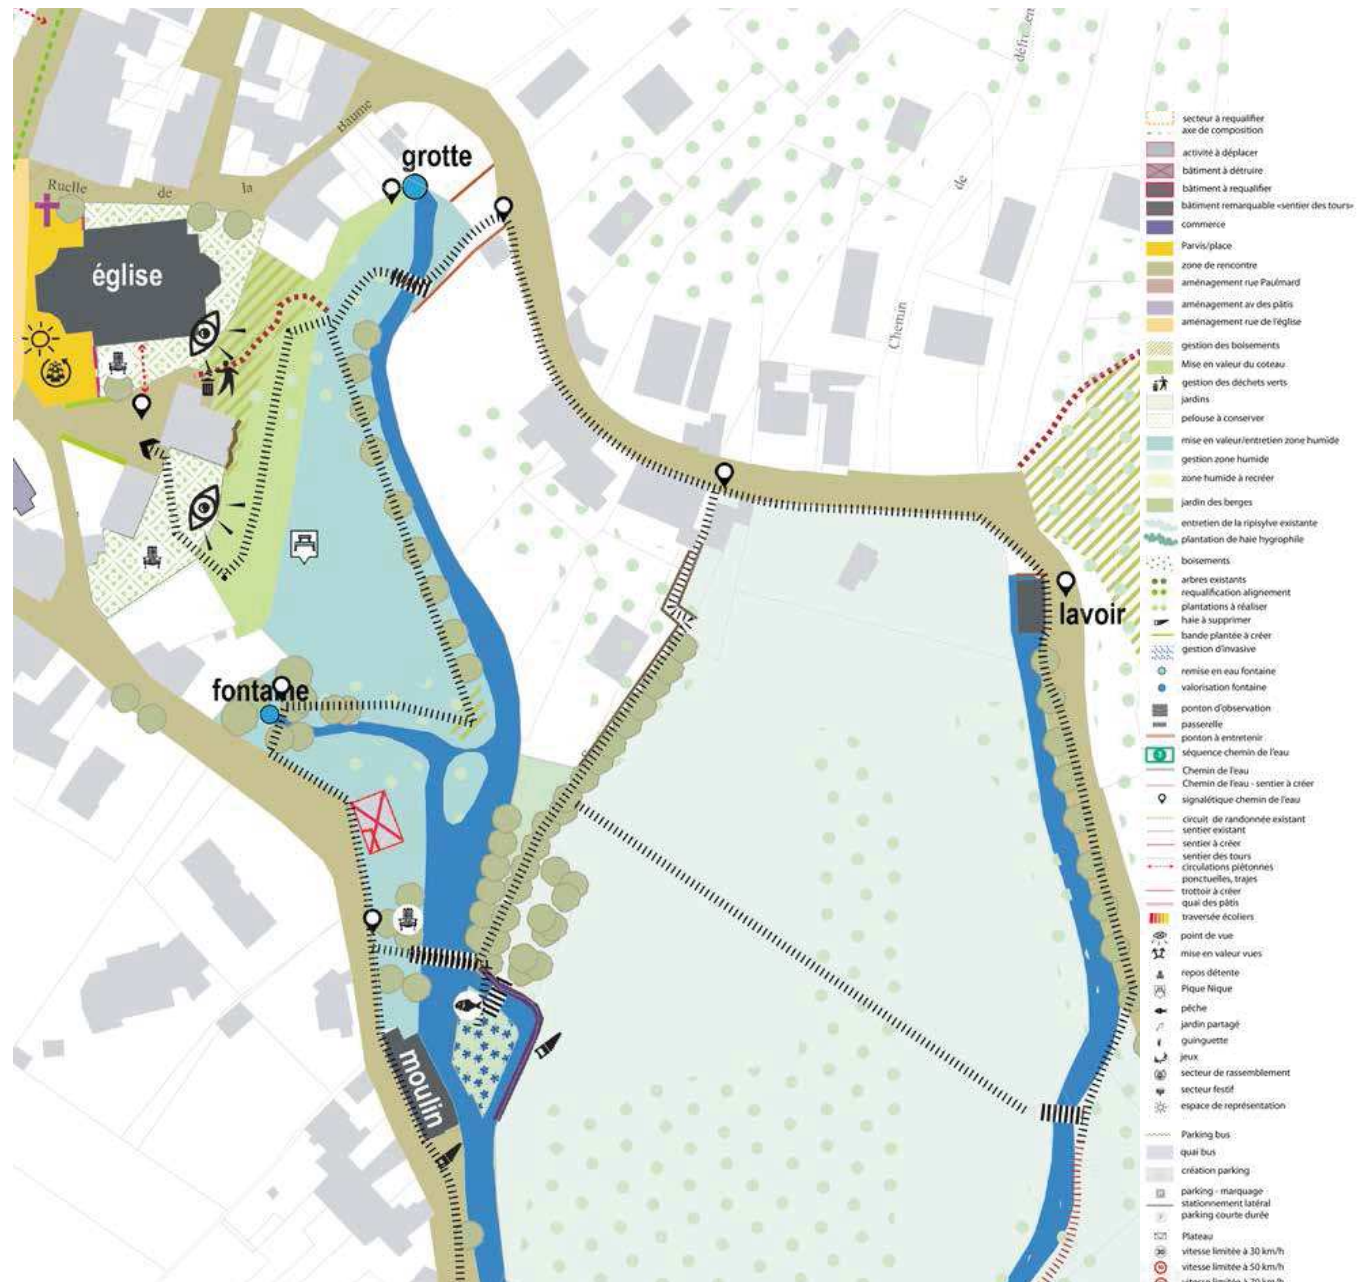 défrisement
Baume
grotte
Ruelle
de
la
de
église
Chemin
lavoir
fontaine
moulin
secteur à requalifier
axe de composition
activité à déplacer
bâtiment à détruire
bâtiment à requalifier
bâtiment remarquable «sentier des tours»
commerce
Parvis/place
zone de rencontre
aménagement rue Paulmard
aménagement av des pâtis
aménagement rue de l'église
gestion des boisements
Mise en valeur du coteau
gestion des déchets verts
jardins
pelouse à conserver
mise en valeur/entretien zone humide
gestion zone humide
zone humide à recréer
jardin des berges
entretien de la ripisylve existante
plantation de haie hygrophile
boisements
arbres existants
requalification alignement
plantations à réaliser
haie à supprimer
bande plantée à créer
gestion d'invasive
remise en eau fontaine
valorisation fontaine
ponton d'observation
passerelle
ponton à entretenir
séquence chemin de l'eau
Chemin de l'eau
Chemin de l'eau - sentier à créer
signalétique chemin de l'eau
circuit de randonnée existant
sentier existant
sentier à créer
sentier des tours
circulations piétonnes
ponctuelles, trajes
trottoir à créer
quai des pâtis
traversée écoliers
point de vue
mise en valeur vues
repos détente
Pique Nique
pêche
jardin partagé
guinguette
jeux
secteur de rassemblement
secteur festif
espace de représentation
Parking bus
quai bus
création parking
parking - marquage
stationnement latéral
parking courte durée
Plateau
30 vitesse limitée à 30 km/h
50 vitesse limitée à 50 km/h
vitesse limitée à 70 km/h